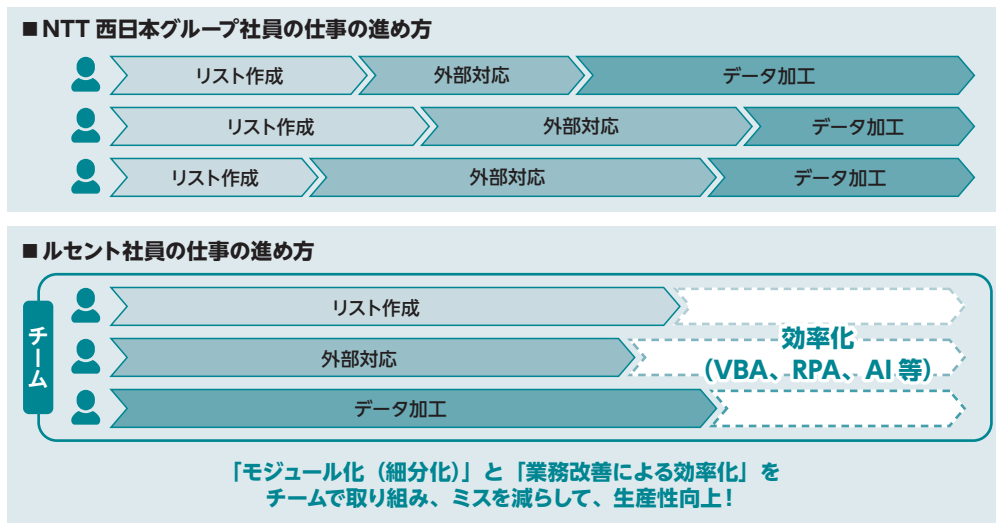 ■ NTT 西日本グループ社員の仕事の進め方
リスト作成 外部対応 データ加工
リスト作成 外部対応 データ加工
リスト作成 外部対応 データ加工
■ ルセント社員の仕事の進め方
チーム
リスト作成
外部対応
データ加工
効率化
（VBA、RPA、AI 等）
「モジュール化（細分化）」と「業務改善による効率化」を
チームで取り組み、ミスを減らして、生産性向上！